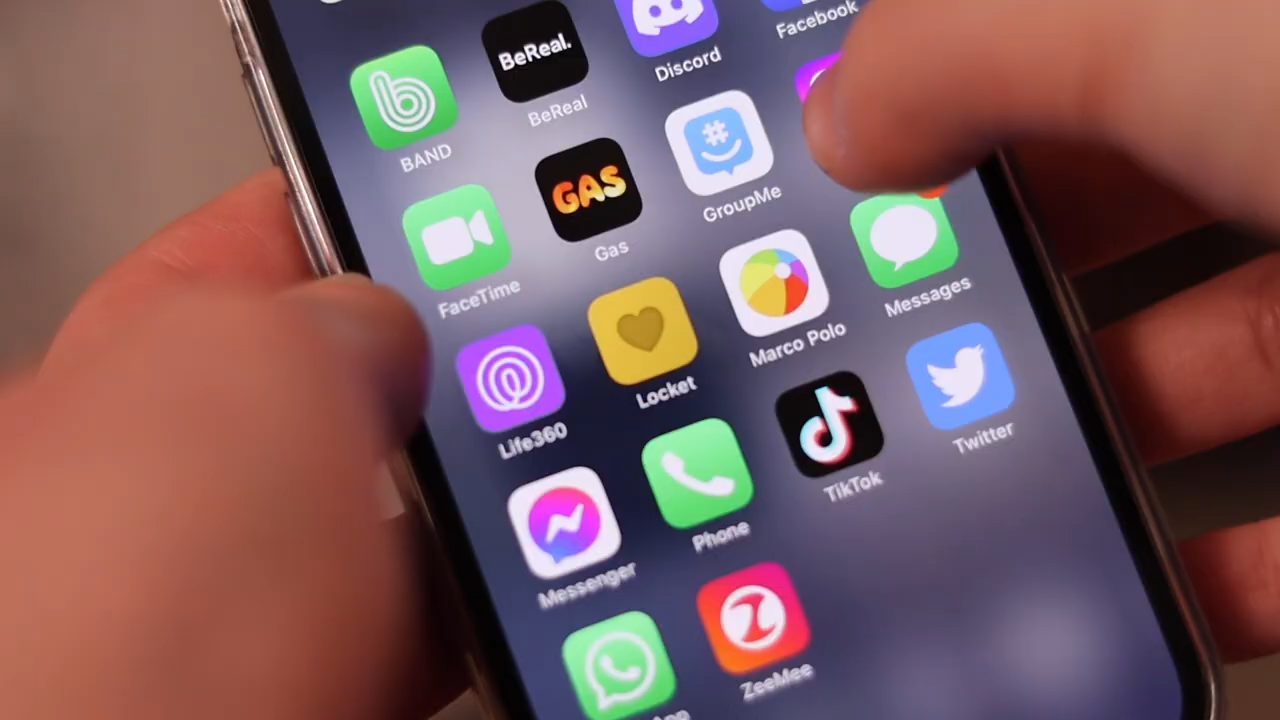 BeReal.
Facebook
Discord
BAND
BeReal
GAS
#
GroupMe
FaceTime
Gas
Messages
Life360
Locket
Marco Polo
Twitter
Messenger
Phone
TikTok
ZeeMee